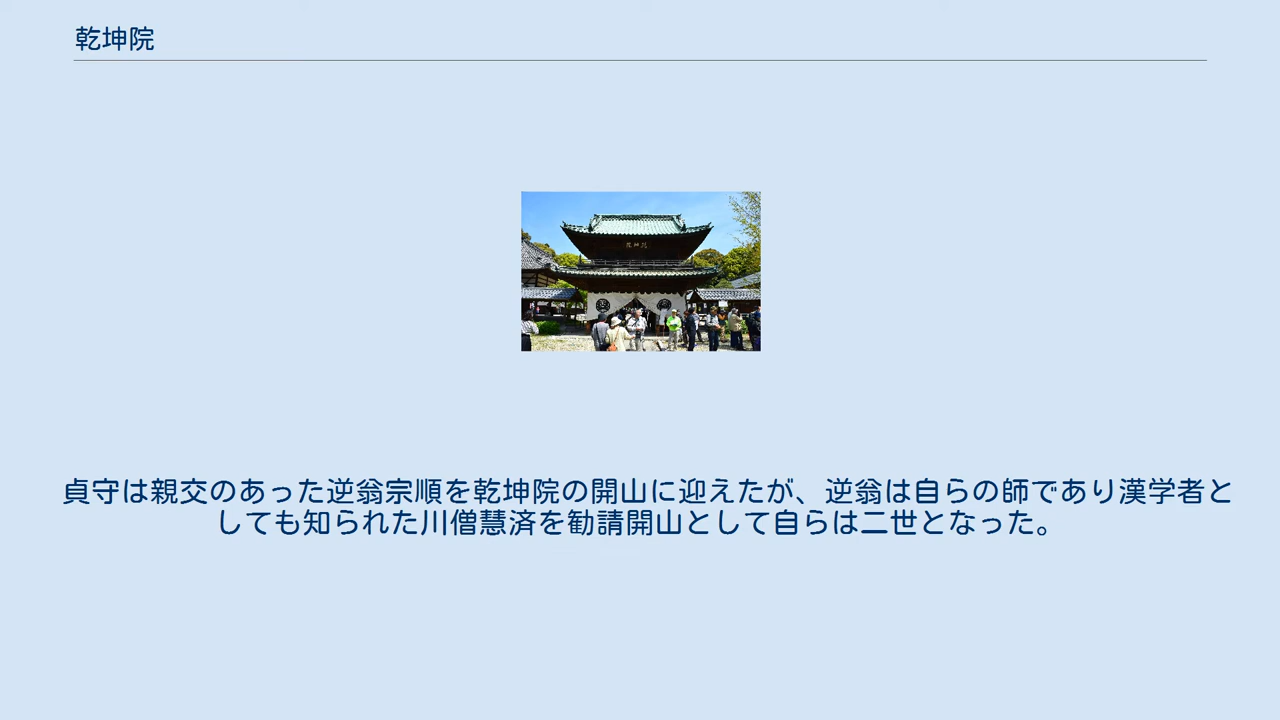 乾坤院
乾坤院
貞守は親交のあった逆翁宗順を乾坤院の開山に迎えたが、逆翁は自らの師であり漢学者と
しても知られた川僧慧済を勧請開山として自らは二世となった。